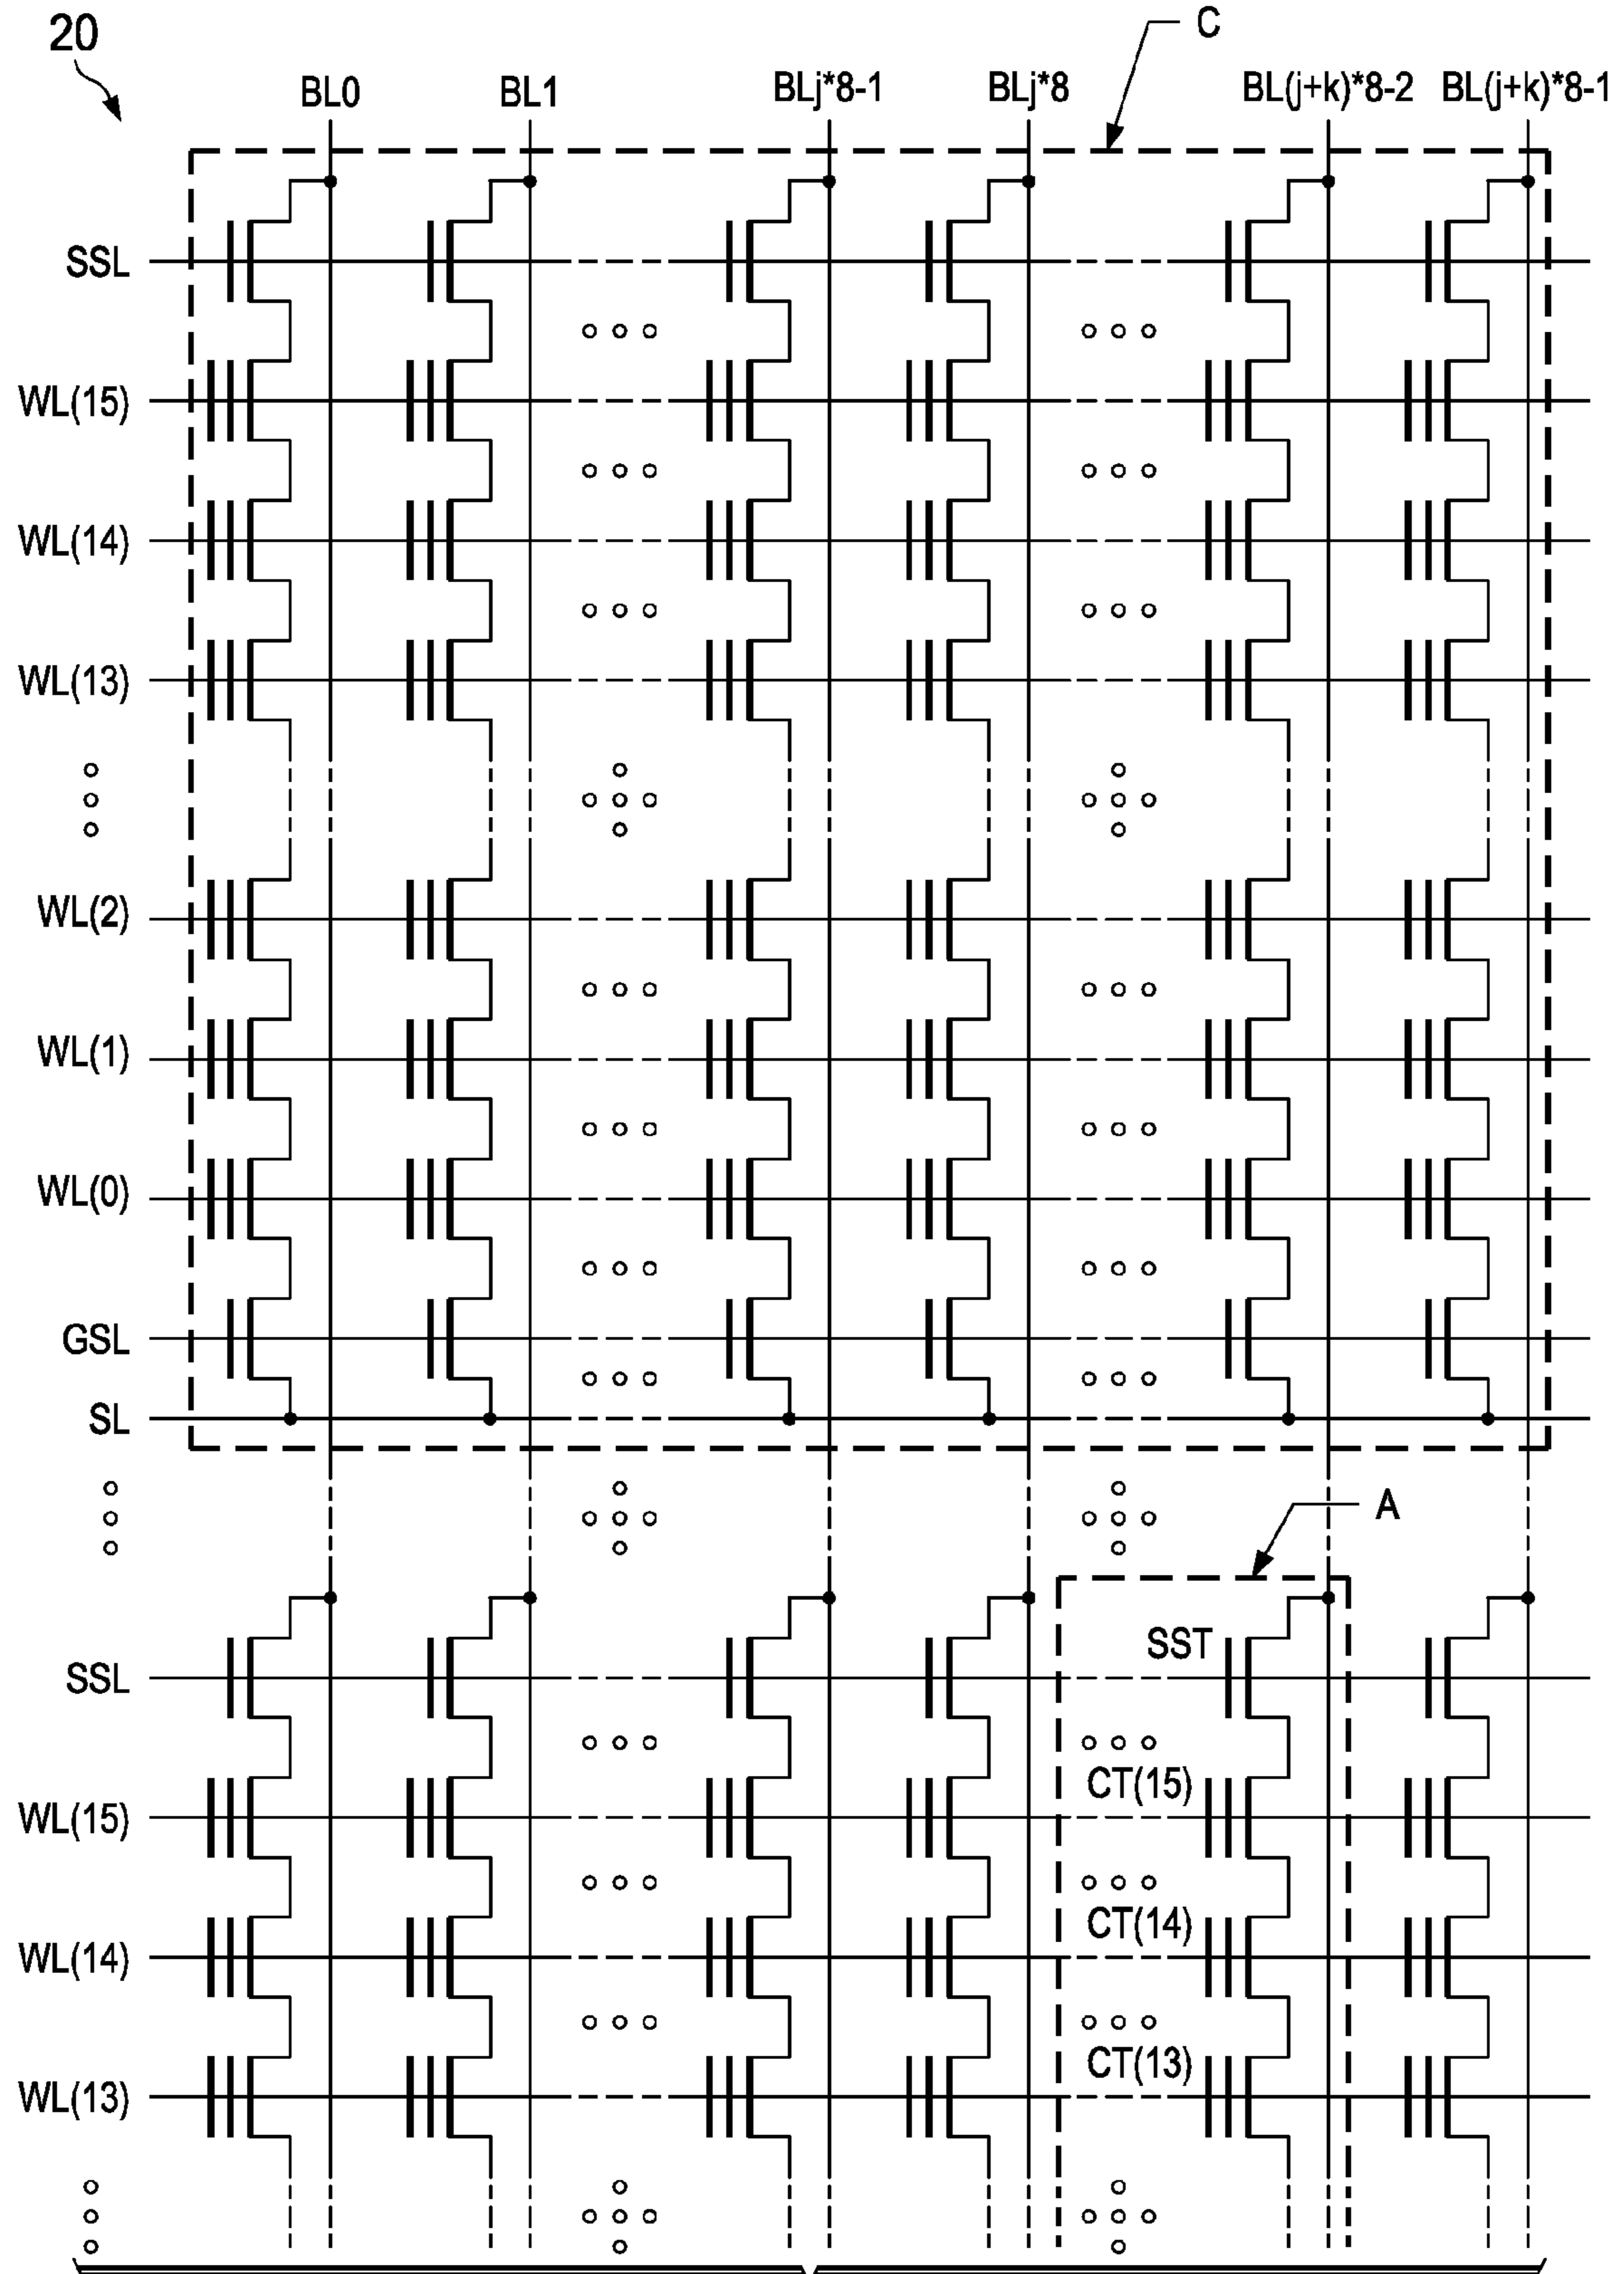 20
C
BL0 BL1 BLj*8-1 BLj*8 BL(j+k)*8-2 BL(j+k)*8-1
SSL
WL(15)
WL(14)
WL(13)
WL(2)
WL(1)
WL(0)
GSL
SL
A
SSL SST
CT(15)
WL(15)
CT(14)
WL(14)
CT(13)
WL(13)